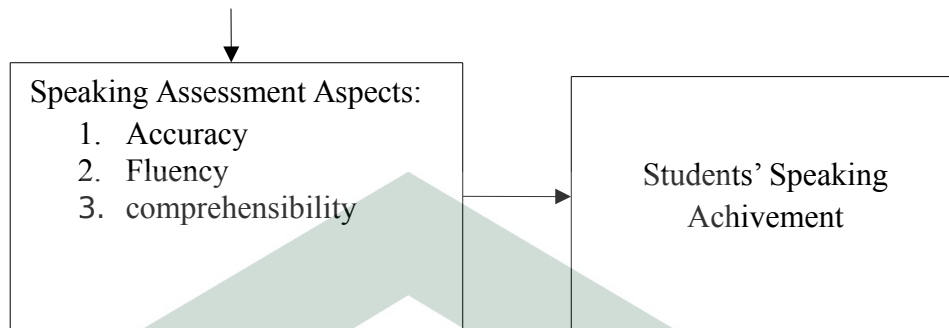 Speaking Assessment Aspects:
1. Accuracy
2. Fluency
3. comprehensibility
Students’ Speaking
Achivement